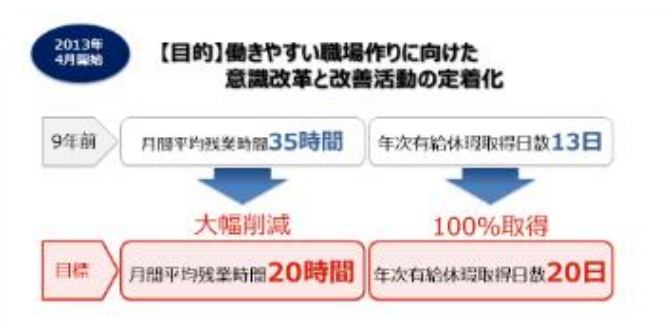 2013年
4月開始
【目的】働きやすい職場作りに向けた
意識改革と改善活動の定着化
9年前
月間平均残業時間35時間
年次有給休暇取得日数13日
大幅削減
100%取得
目標
月間平均残業時間20時間
年次有給休暇取得日数20日